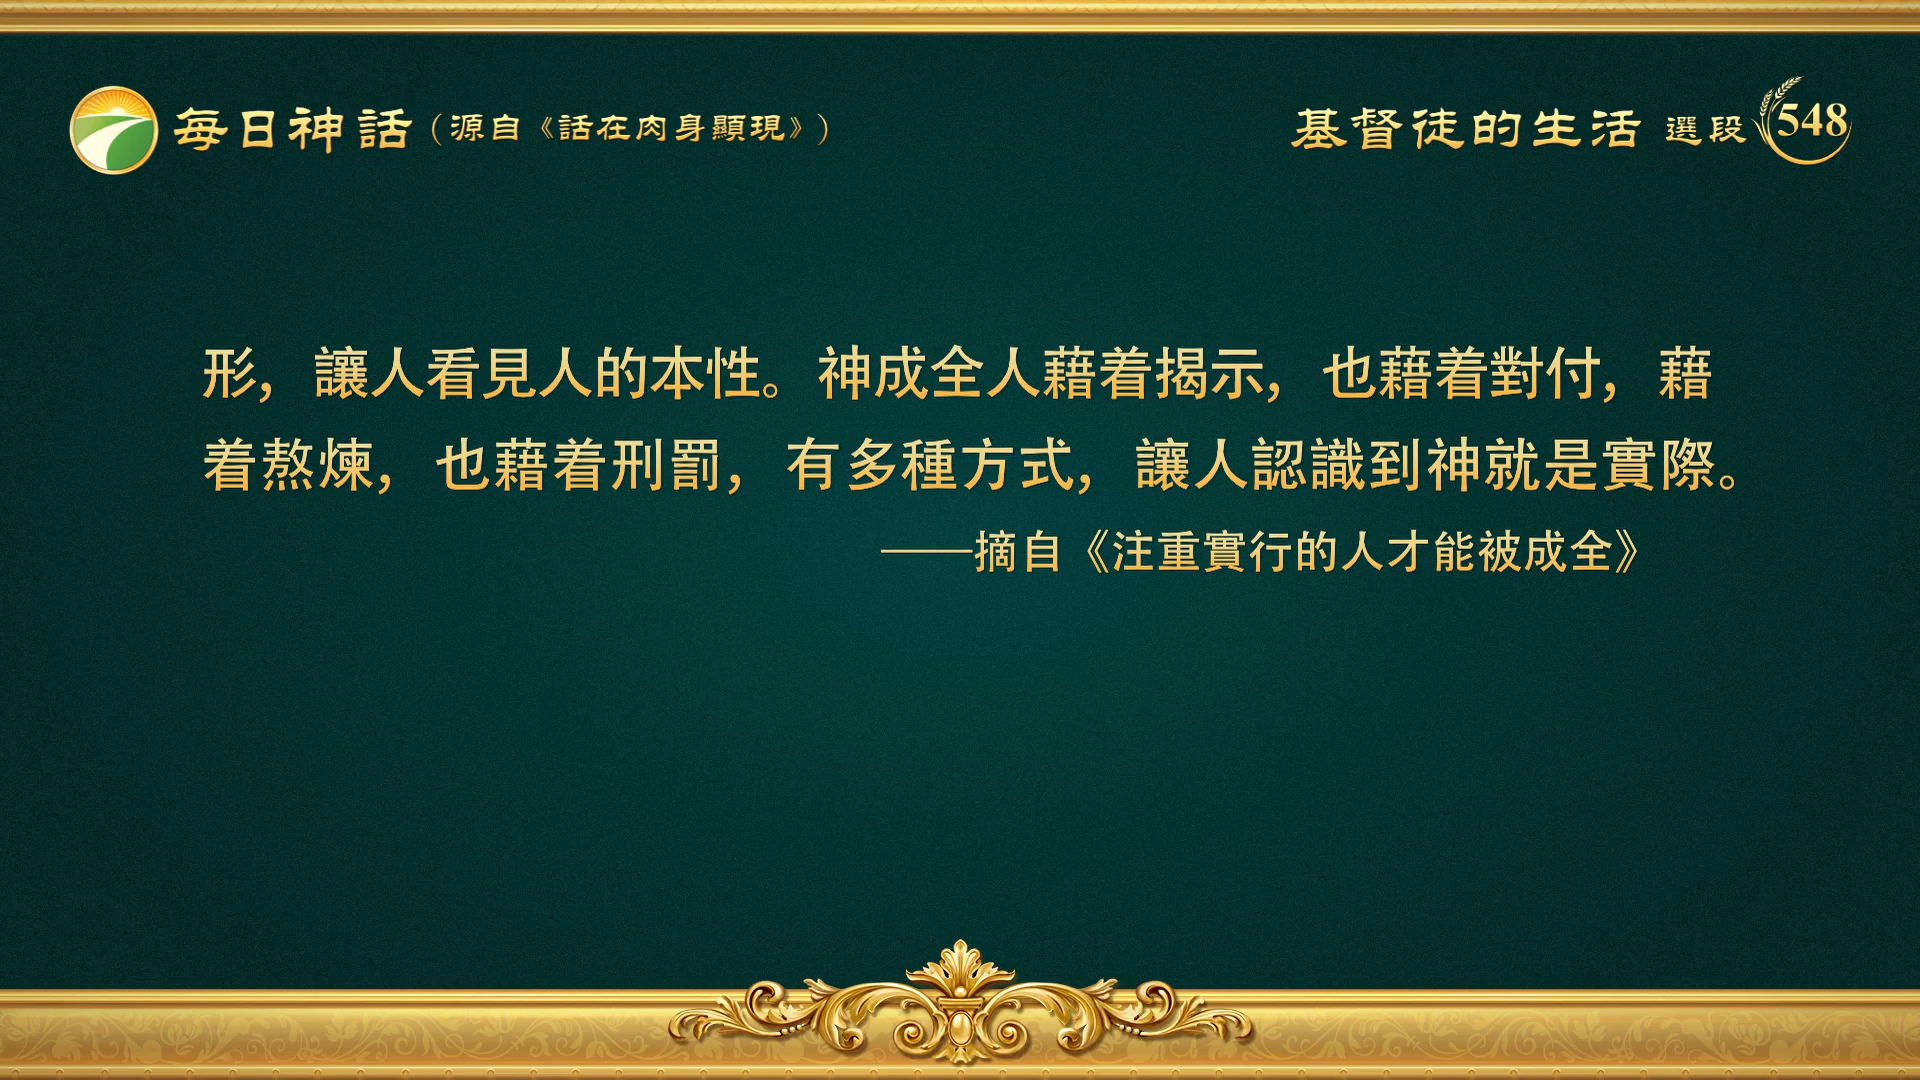 每日神話（源自《話在肉身顯現》）
基督徒的生活 選段 548
形，讓人看見人的本性。神成全人藉着揭示，也藉着對付，藉
着熬煉，也藉着刑罰，有多種方式，讓人認識到神就是實際。
——摘自《注重實行的人才能被成全》